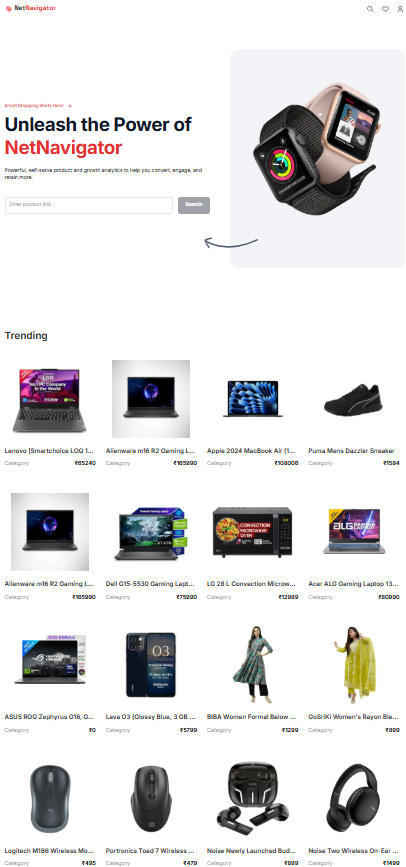 NetNavigator
Smart Shopping Starts Here:
Unleash the Power of
NetNavigator
Powerful, self-serve product and growth analytics to help you convert, engage, and
retain more.
Enter product link
Search
Trending
Lenovo [Smartchoice LOQ 1...
Category ₹65240
Alienware m16 R2 Gaming L...
Category ₹165990
Apple 2024 MacBook Air (1...
Category ₹108006
Puma Mens Dazzler Sneaker
Category ₹1584
Alienware m16 R2 Gaming L...
Category ₹165990
CONVECTION
MICROWAVE
OVEN
Dell G15-5530 Gaming Lapt...
Category ₹75990
LG 28 L Convection Microw...
Category ₹12989
Acer ALG Gaming Laptop 13...
Category ₹80990
03
ASUS ROG Zephyrus G16, G...
Category ₹0
Lava O3 (Glossy Blue, 3 GB ...
Category ₹5799
BIBA Women Formal Below ...
Category ₹1299
GoSriKi Women's Rayon Ble...
Category ₹899
Logitech M186 Wireless Mo...
Category ₹495
Portronics Toad 7 Wireless ...
Category ₹479
Noise Newly Launched Bud...
Category ₹899
Noise Two Wireless On-Ear ...
Category ₹1499